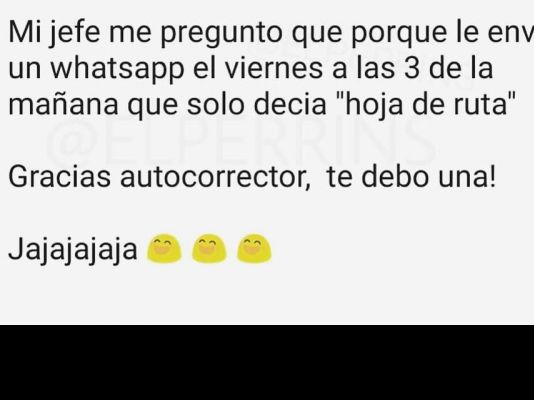 Mi jefe me pregunto que porque le env
un whatsapp el viernes a las 3 de la
mañana que solo decia "hoja de ruta"
@ELPERRINS
Gracias autocorrector, te debo una!
Jajajajaja